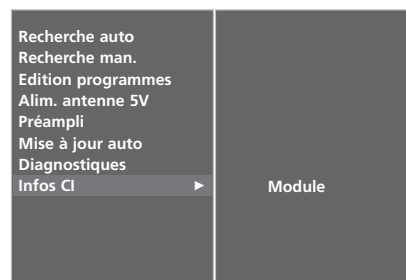 Recherche auto
Recherche man.
Edition programmes
Alim. antenne 5V
Préampli
Mise à jour auto
Diagnostiques
Infos CI ► Module